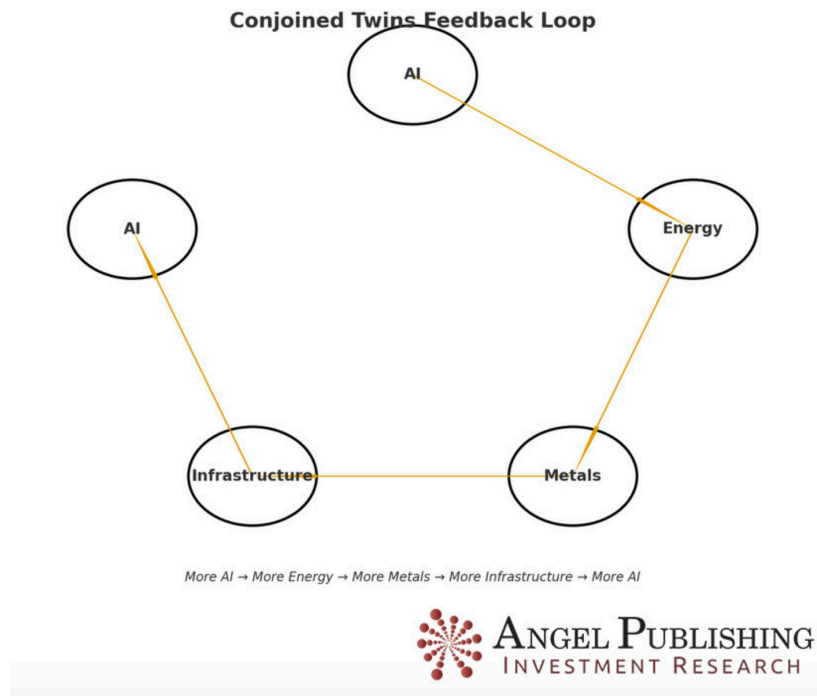 Conjoined Twins Feedback Loop
AI
AI
Energy
Infrastructure
Metals
More AI → More Energy → More Metals → More Infrastructure → More AI
ANGEL PUBLISHING
INVESTMENT RESEARCH